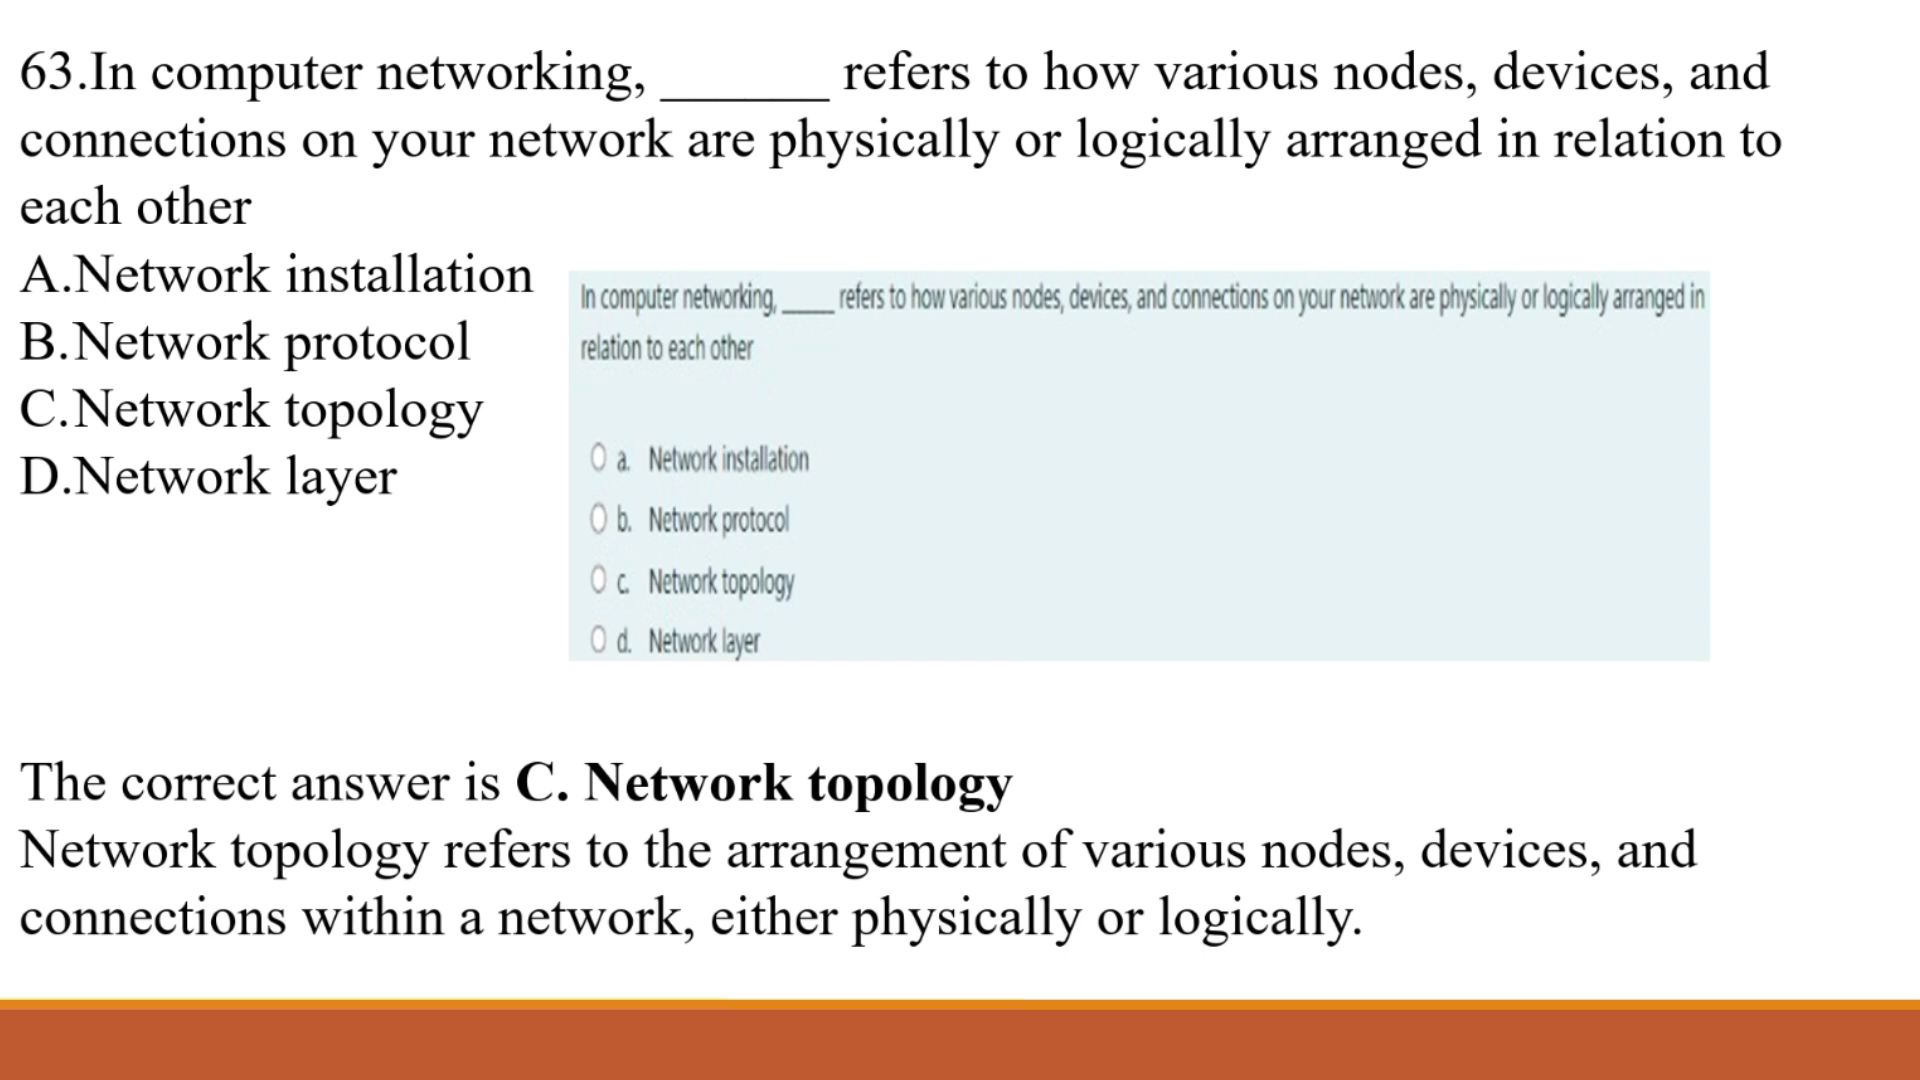 63.In computer networking, ______ refers to how various nodes, devices, and
connections on your network are physically or logically arranged in relation to
each other
A.Network installation
B.Network protocol
C.Network topology
D.Network layer
In computer networking, _____ refers to how various nodes, devices, and connections on your network are physically or logically arranged in
relation to each other
a. Network installation
b. Network protocol
c. Network topology
d. Network layer
The correct answer is C. Network topology
Network topology refers to the arrangement of various nodes, devices, and
connections within a network, either physically or logically.